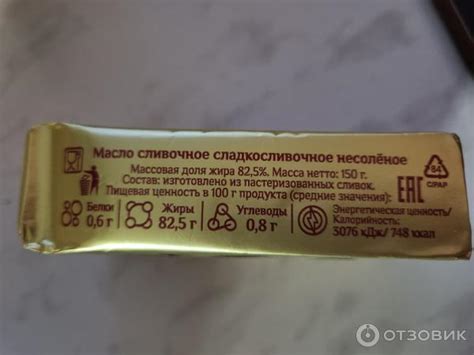 Масло сливочное сладкосливочное несолёное
Массовая доля жира 82,5%. Масса нетто: 150 г.
Состав: изготовлено из пастеризованных сливок.
Пищевая ценность в 100 г продукта (средние значения):
Белки
0,6 г
Жиры
82,5 г
Углеводы
0,8 г
Энергетическая ценность/
Калорийность:
3076 кДж/ 748 ккал
EAC
84
C/PAP
ОТЗОВИК